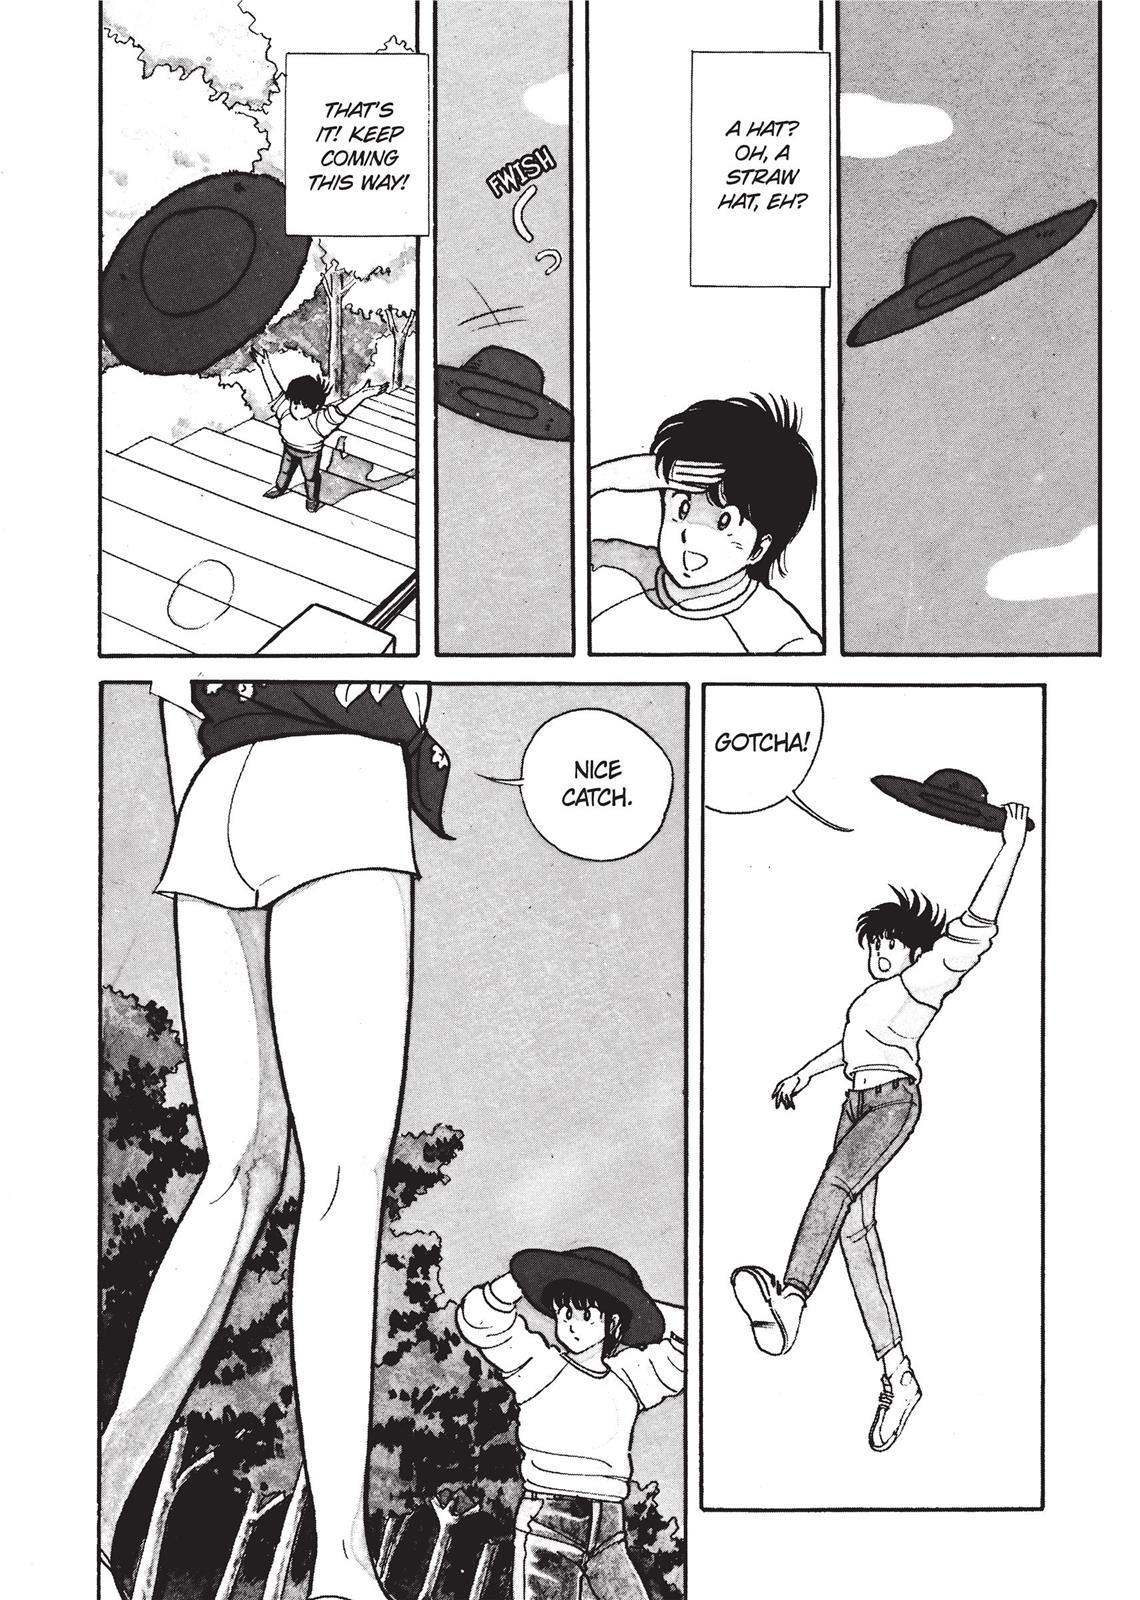 A HAT?
OH, A
STRAW
HAT, EH?
FWISH
THAT'S
IT! KEEP
COMING
THIS WAY!
GOTCHA!
NICE
CATCH.